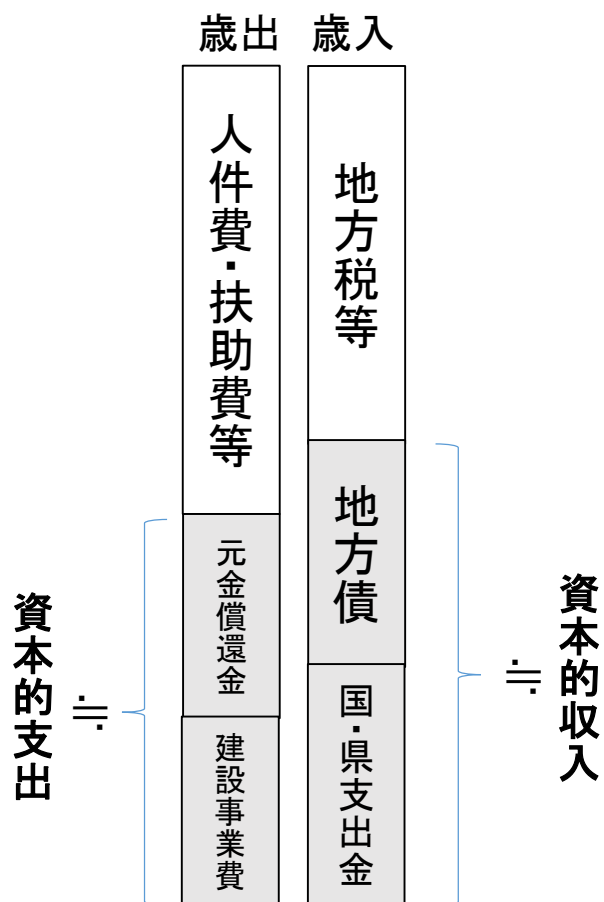 歳出
歳入
人件費・扶助費等
地方税等
元金償還金
地方債
建設事業費
国・県支出金
資本的支出
≒
≒
資本的収入